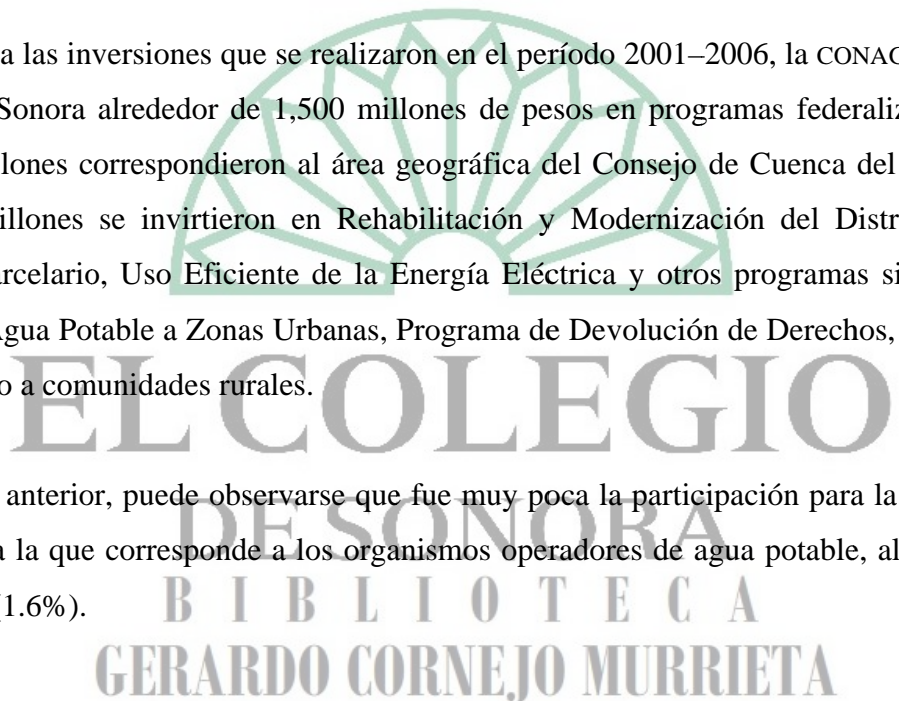 a las inversiones que se realizaron en el período 2001–2006, la CONAG
Sonora alrededor de 1,500 millones de pesos en programas federaliz
lones correspondieron al área geográfica del Consejo de Cuenca del
illones se invirtieron en Rehabilitación y Modernización del Distr
arcelario, Uso Eficiente de la Energía Eléctrica y otros programas si
Agua Potable a Zonas Urbanas, Programa de Devolución de Derechos,
o a comunidades rurales.
EL COLEGIO
anterior, puede observarse que fue muy poca la participación para la
DE SONORA
a la que corresponde a los organismos operadores de agua potable, al
(1.6%).
BIBLIOTECA
GERARDO CORNEJO MURRIETA